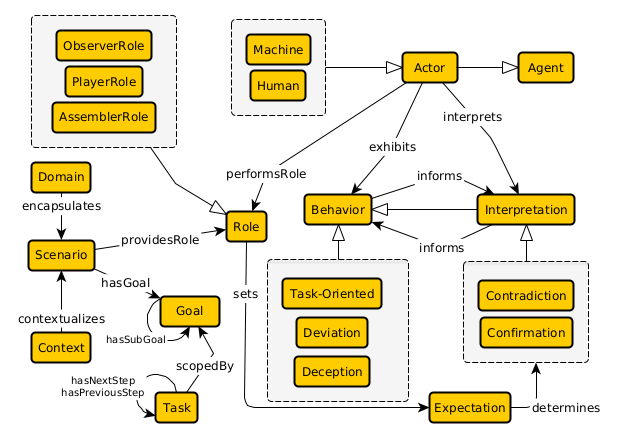 ObserverRole
PlayerRole
AssemblerRole
Machine
Human
Actor
Agent
interprets
exhibits
performsRole
informs
Domain
encapsulates
Behavior
Interpretation
Role
providesRole
informs
Scenario
hasGoal
sets
Task-Oriented
Contradiction
Goal
contextualizes
Deviation
Confirmation
hasSubGoal
Context
scopedBy
Deception
hasNextStep
hasPreviousStep
Task
Expectation
determines